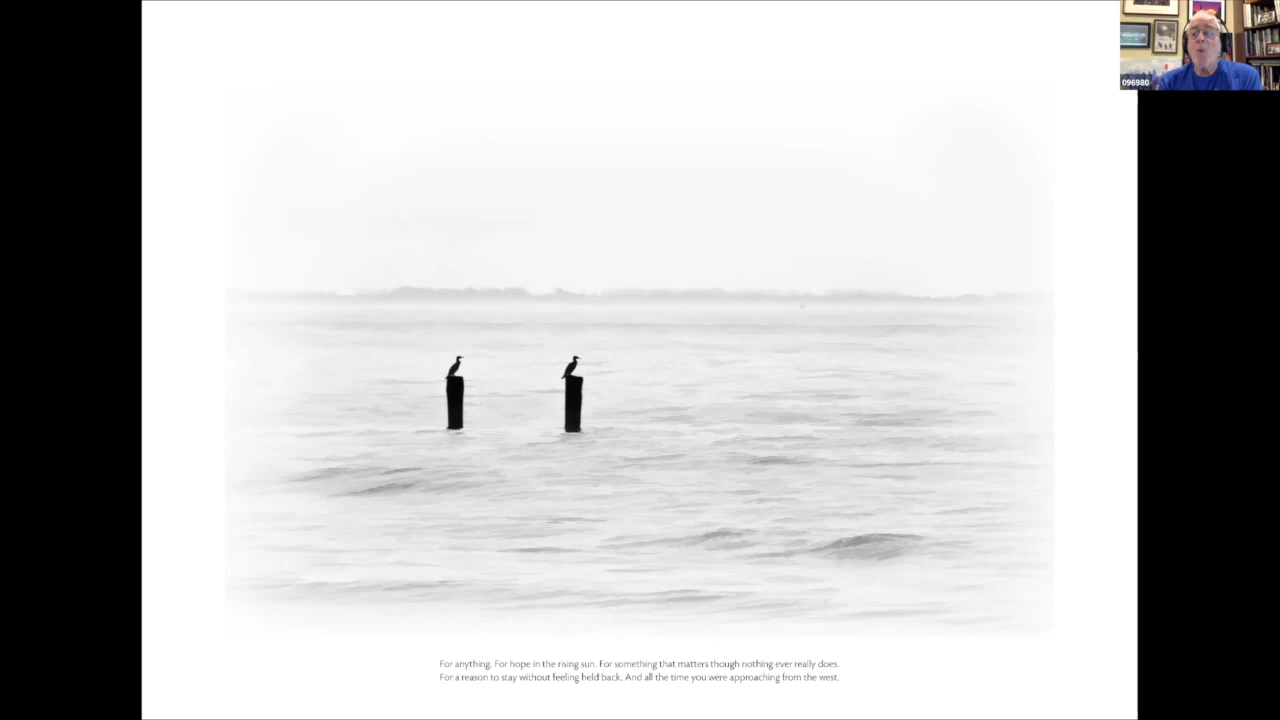 096980
For anything. For hope in the rising sun. For something that matters though nothing ever really does.
For a reason to stay without feeling held back. And all the time you were approaching from the west.